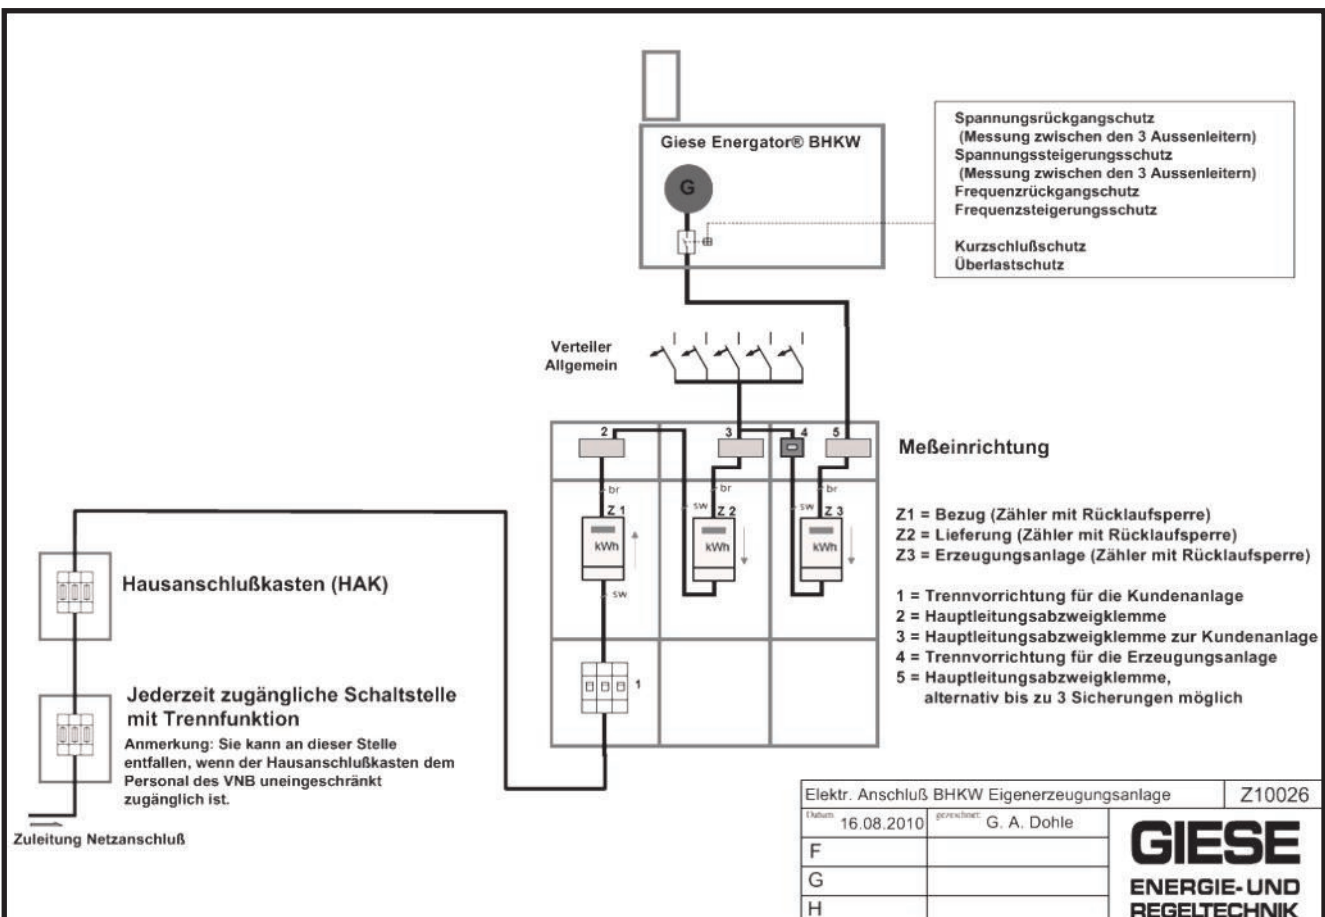 Giese Energator® BHKW
G
Spannungsrückgangschutz
(Messung zwischen den 3 Aussenleitern)
Spannungssteigerungsschutz
(Messung zwischen den 3 Aussenleitern)
Frequenzrückgangschutz
Frequenzsteigerungsschutz
Kurzschlußschutz
Überlastschutz
Verteiler
Allgemein
2
3
4
5
br
br
br
sw
sw
Z 1
Z 2
Z 3
kWh
kWh
kWh
sw
1
Meßeinrichtung
Z1 = Bezug (Zähler mit Rücklaufsperre)
Z2 = Lieferung (Zähler mit Rücklaufsperre)
Z3 = Erzeugungsanlage (Zähler mit Rücklaufsperre)
1 = Trennvorrichtung für die Kundenanlage
2 = Hauptleitungsabzweigklemme
3 = Hauptleitungsabzweigklemme zur Kundenanlage
4 = Trennvorrichtung für die Erzeugungsanlage
5 = Hauptleitungsabzweigklemme,
alternativ bis zu 3 Sicherungen möglich
Hausanschlußkasten (HAK)
Jederzeit zugängliche Schaltstelle
mit Trennfunktion
Anmerkung: Sie kann an dieser Stelle
entfallen, wenn der Hausanschlußkasten dem
Personal des VNB uneingeschränkt
zugänglich ist.
Zuleitung Netzanschluß
Elektr. Anschluß BHKW Eigenerzeugungsanlage
Z10026
Datum: 16.08.2010
gezeichnet: G. A. Dohle
F
G
H
GIESE
ENERGIE- UND
REGELTECHNIK